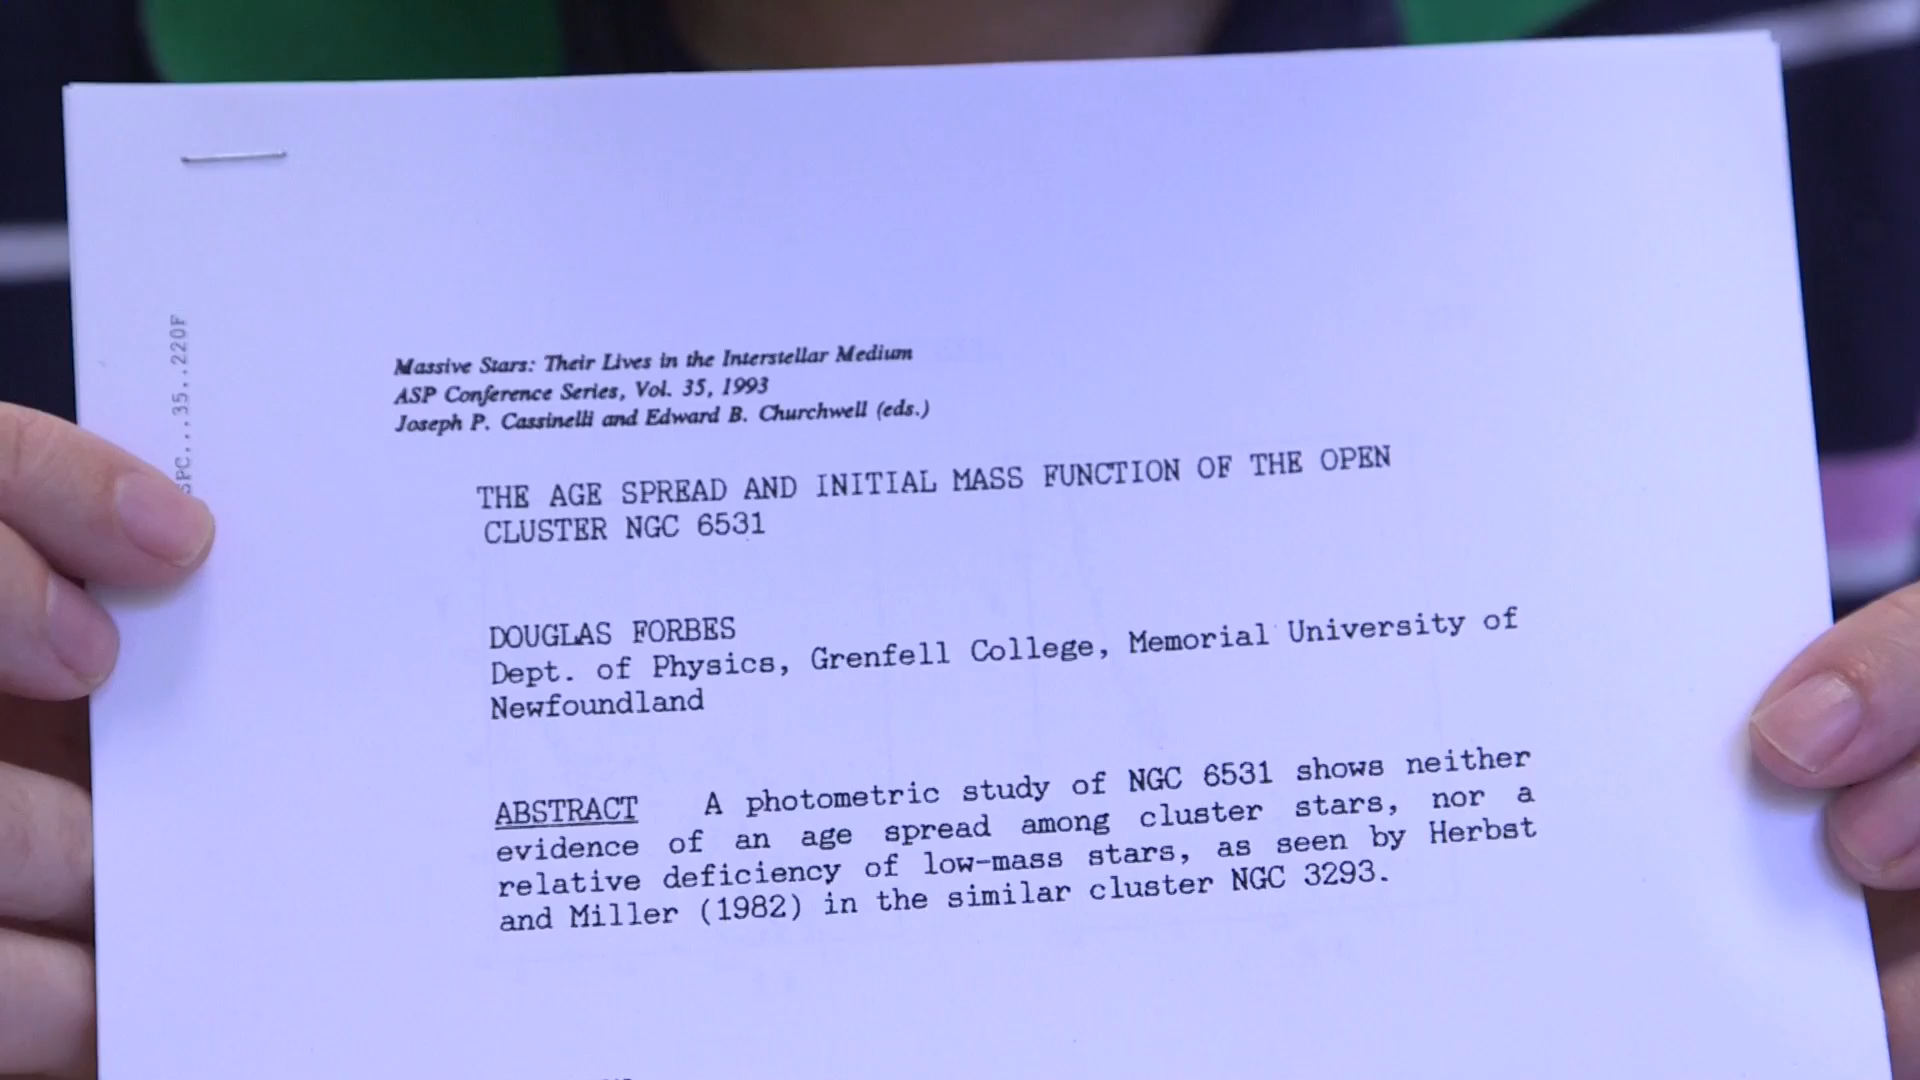 Massive Stars: Their Lives in the Interstellar Medium
ASP Conference Series, Vol. 35, 1993
Joseph P. Cassinelli and Edward B. Churchwell (eds.)
THE AGE SPREAD AND INITIAL MASS FUNCTION OF THE OPEN
CLUSTER NGC 6531
DOUGLAS FORBES
Dept. of Physics, Grenfell College, Memorial University of
Newfoundland
ABSTRACT A photometric study of NGC 6531 shows neither
evidence of an age spread among cluster stars, nor a
relative deficiency of low-mass stars, as seen by Herbst
and Miller (1982) in the similar cluster NGC 3293.
SPC...35..220F